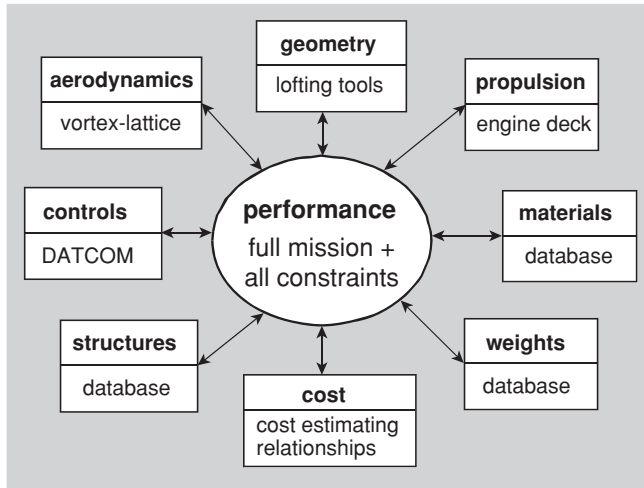 geometry
lofting tools
aerodynamics
vortex-lattice
propulsion
engine deck
controls
DATCOM
performance
full mission +
all constraints
materials
database
structures
database
cost
cost estimating
relationships
weights
database